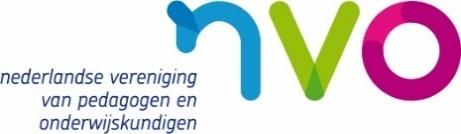 nvo
nederlandse vereniging
van pedagogen en
onderwijskundigen